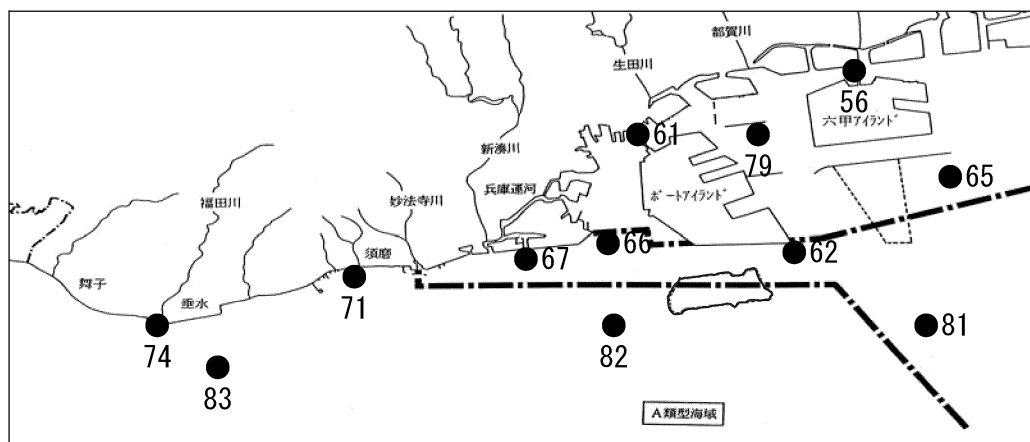 都賀川
生田川
56
六甲アイランド
61
79
新湊川
兵庫運河
ポートアイランド
65
妙法寺川
福田川
須磨
66
62
67
71
舞子
垂水
74
82
81
83
A類型海域